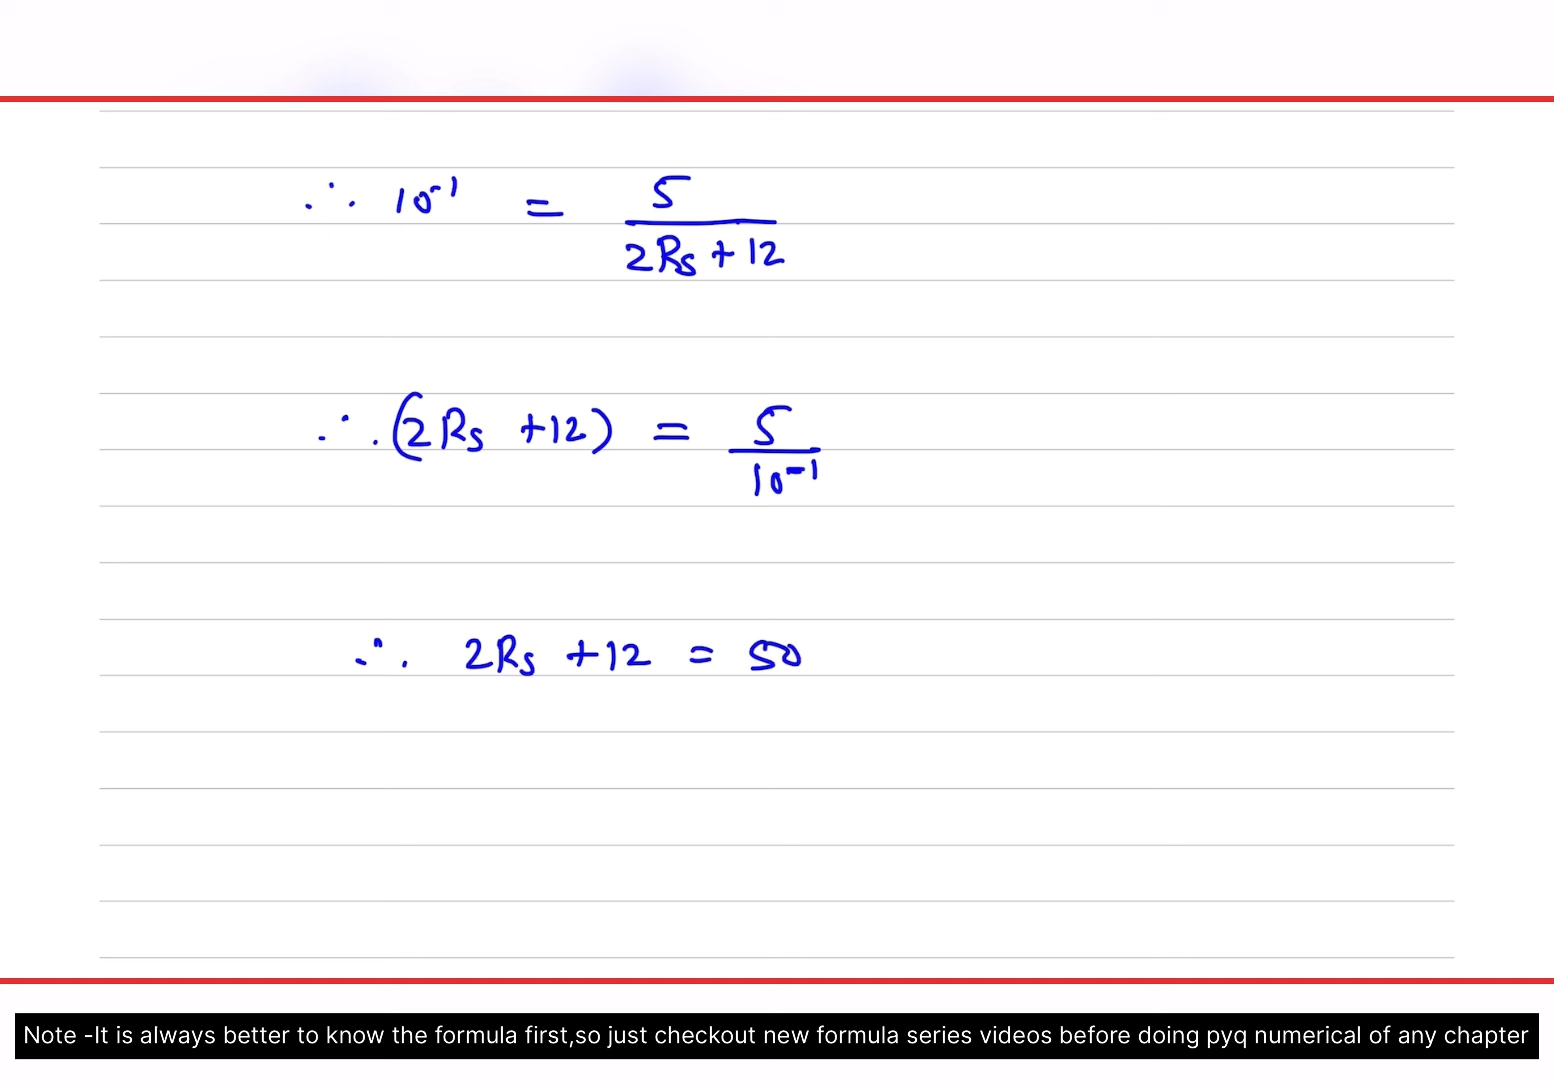 ∴ 10⁻¹ = 5 / (2Rs + 12)
∴ (2Rs + 12) = 5 / 10⁻¹
∴ 2Rs + 12 = 50
Note -It is always better to know the formula first,so just checkout new formula series videos before doing pyq numerical of any chapter